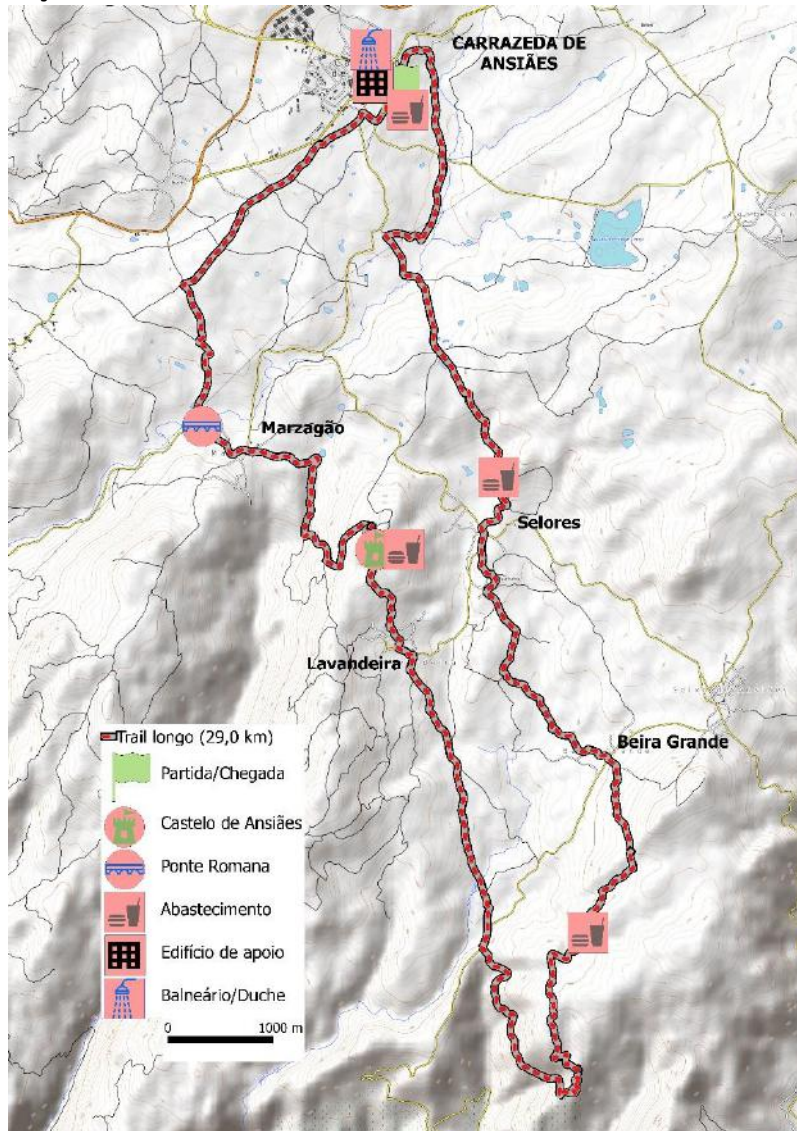 CARRAZEDA DE
ANSIÃES
Marzagão
Selores
Lavandeira
Beira Grande
Trail longo (29,0 km)
Partida/Chegada
Castelo de Ansiães
Ponte Romana
Abastecimento
Edifício de apoio
Balneário/Duche
0 1000 m